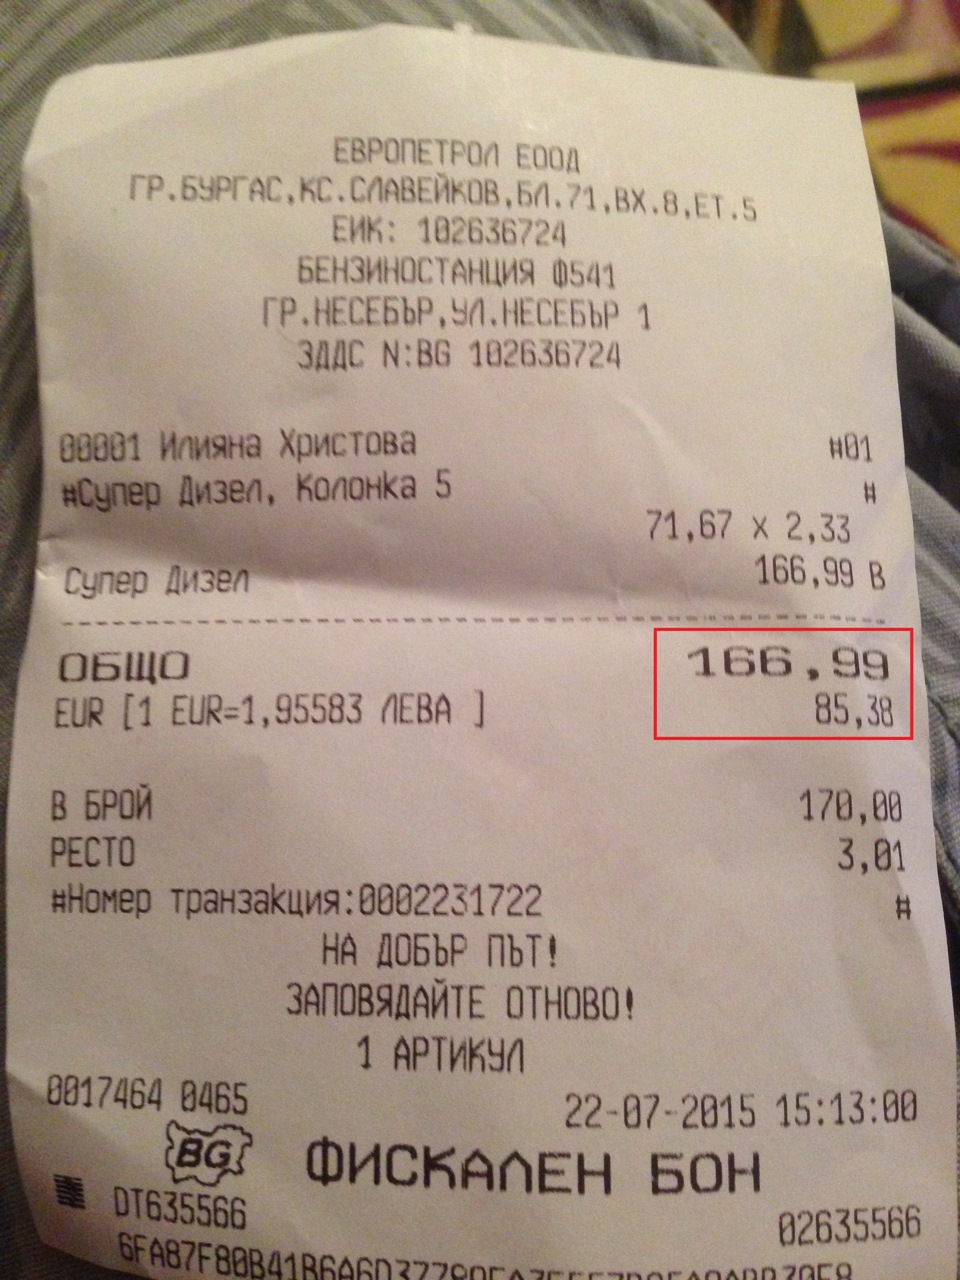 ЕВРОПЕТРОЛ ЕООД
ГР.БУРГАС,КС.СЛАВЕЙКОВ,БЛ.71,ВХ.8,ЕТ.5
ЕИК: 102636724
БЕНЗИНОСТАНЦИЯ Ф541
ГР.НЕСЕБЪР,УЛ.НЕСЕБЪР 1
ЗДДС N:BG 102636724
00001 Илияна Христова #01
#Супер Дизел, Колонка 5 #
71,67 x 2,33
Супер Дизел 166,99 В
ОБЩО 166,99
EUR [1 EUR=1,95583 ЛЕВА ] 85,38
В БРОЙ 170,00
РЕСТО 3,01
#Номер транзакция:0002231722 #
НА ДОБЪР ПЪТ!
ЗАПОВЯДАЙТЕ ОТНОВО!
1 АРТИКУЛ
0017464 0465 22-07-2015 15:13:00
BG ФИСКАЛЕН БОН
DT635566 02635566